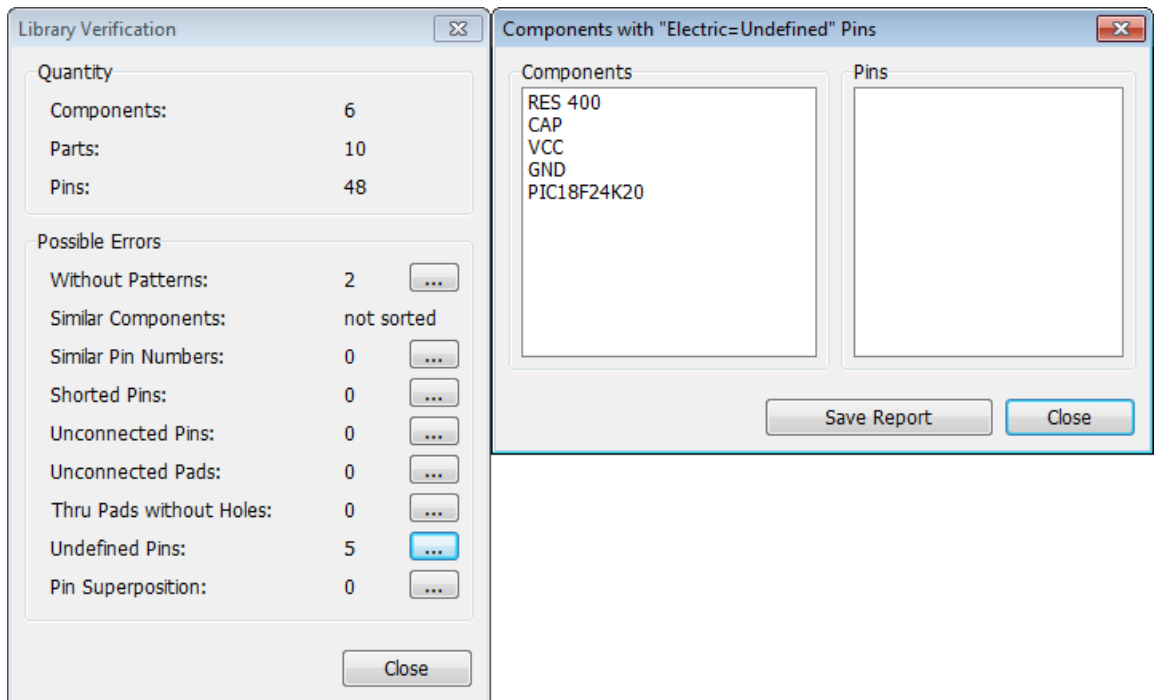 Library Verification
Quantity
Components: 6
Parts: 10
Pins: 48
Possible Errors
Without Patterns: 2 ...
Similar Components: not sorted
Similar Pin Numbers: 0 ...
Shorted Pins: 0 ...
Unconnected Pins: 0 ...
Unconnected Pads: 0 ...
Thru Pads without Holes: 0 ...
Undefined Pins: 5 ...
Pin Superposition: 0 ...
Close
Components with "Electric=Undefined" Pins
Components
RES 400
CAP
VCC
GND
PIC18F24K20
Pins
Save Report
Close